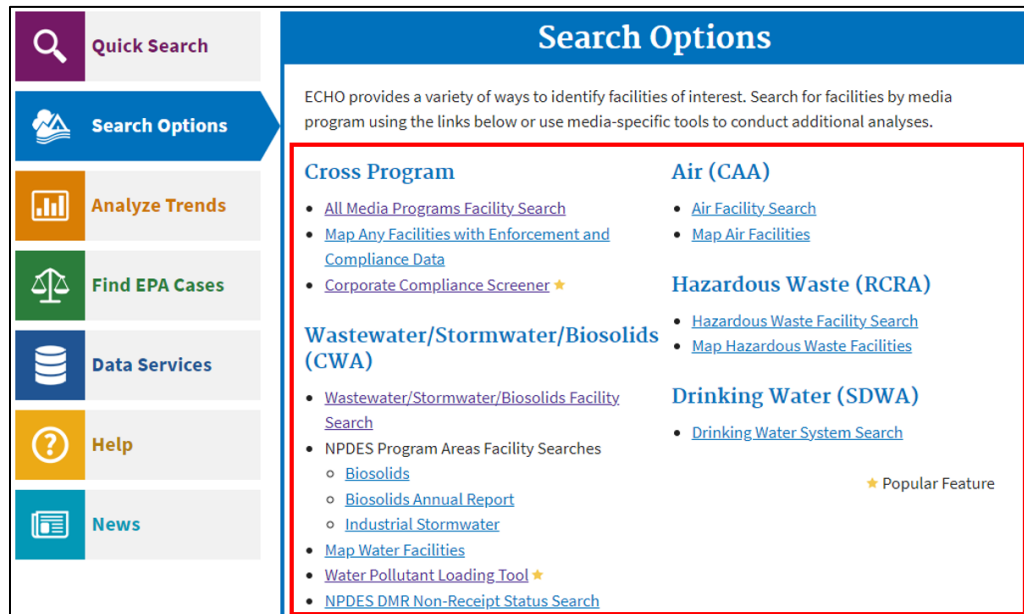 Quick Search
Search Options
Analyze Trends
Find EPA Cases
Data Services
Help
News
Search Options
ECHO provides a variety of ways to identify facilities of interest. Search for facilities by media
program using the links below or use media-specific tools to conduct additional analyses.
Cross Program
All Media Programs Facility Search
Map Any Facilities with Enforcement and
Compliance Data
Corporate Compliance Screener
Wastewater/Stormwater/Biosolids
(CWA)
Wastewater/Stormwater/Biosolids Facility
Search
NPDES Program Areas Facility Searches
Biosolids
Biosolids Annual Report
Industrial Stormwater
Map Water Facilities
Water Pollutant Loading Tool
NPDES DMR Non-Receipt Status Search
Air (CAA)
Air Facility Search
Map Air Facilities
Hazardous Waste (RCRA)
Hazardous Waste Facility Search
Map Hazardous Waste Facilities
Drinking Water (SDWA)
Drinking Water System Search
Popular Feature